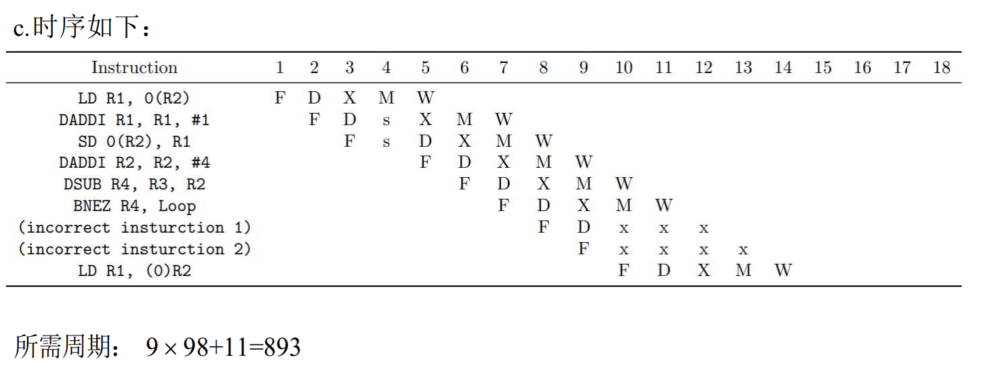 c.时序如下：
Instruction 1 2 3 4 5 6 7 8 9 10 11 12 13 14 15 16 17 18
LD R1, 0(R2) F D X M W
DADDI R1, R1, #1 F D s X M W
SD 0(R2), R1 F s D X M W
DADDI R2, R2, #4 F D X M W
DSUB R4, R3, R2 F D X M W
BNEZ R4, Loop F D X M W
(incorrect insturction 1) F D x x x
(incorrect insturction 2) F x x x x
LD R1, (0)R2 F D X M W
所需周期： 9×98+11=893